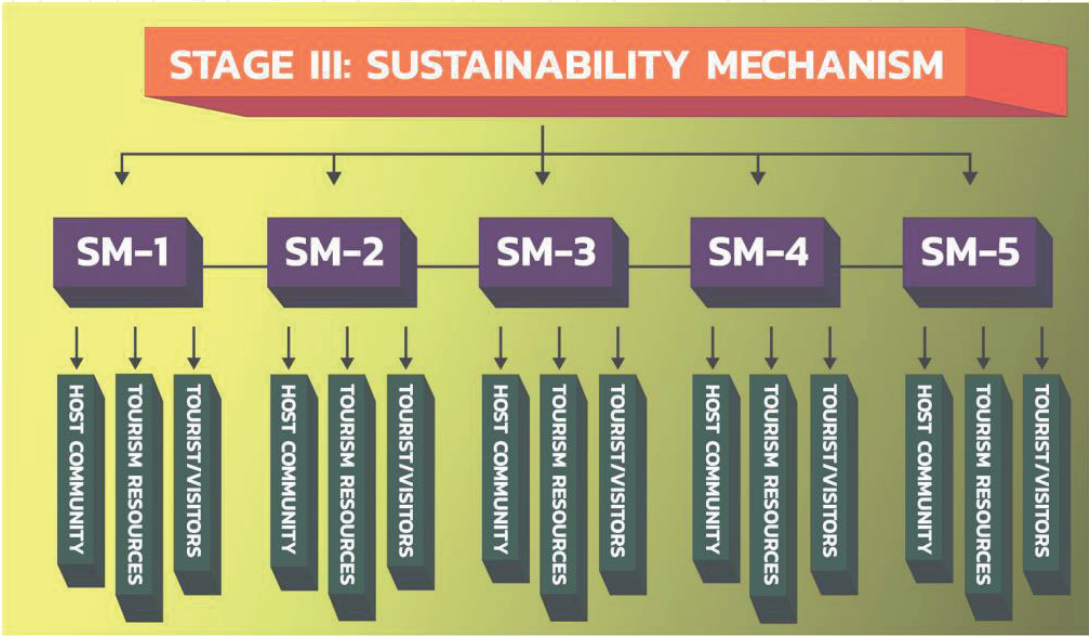 STAGE III: SUSTAINABILITY MECHANISM
SM-1
SM-2
SM-3
SM-4
SM-5
HOST COMMUNITY
TOURISM RESOURCES
TOURIST/VISITORS
HOST COMMUNITY
TOURISM RESOURCES
TOURIST/VISITORS
HOST COMMUNITY
TOURISM RESOURCES
TOURIST/VISITORS
HOST COMMUNITY
TOURISM RESOURCES
TOURIST/VISITORS
HOST COMMUNITY
TOURISM RESOURCES
TOURIST/VISITORS